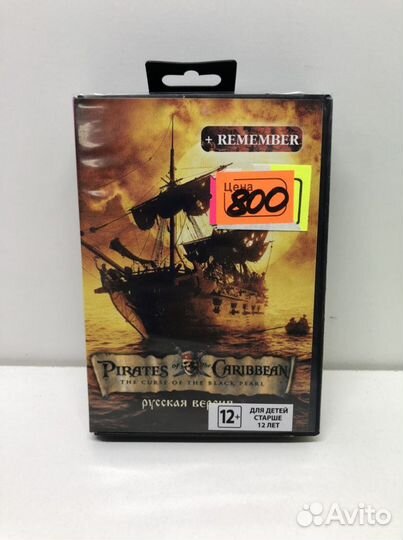 + REMEMBER
Цена
800
PIRATES of the CARIBBEAN
THE CURSE OF THE BLACK PEARL
русская версия
12+
ДЛЯ ДЕТЕЙ
СТАРШЕ
12 ЛЕТ
Avito